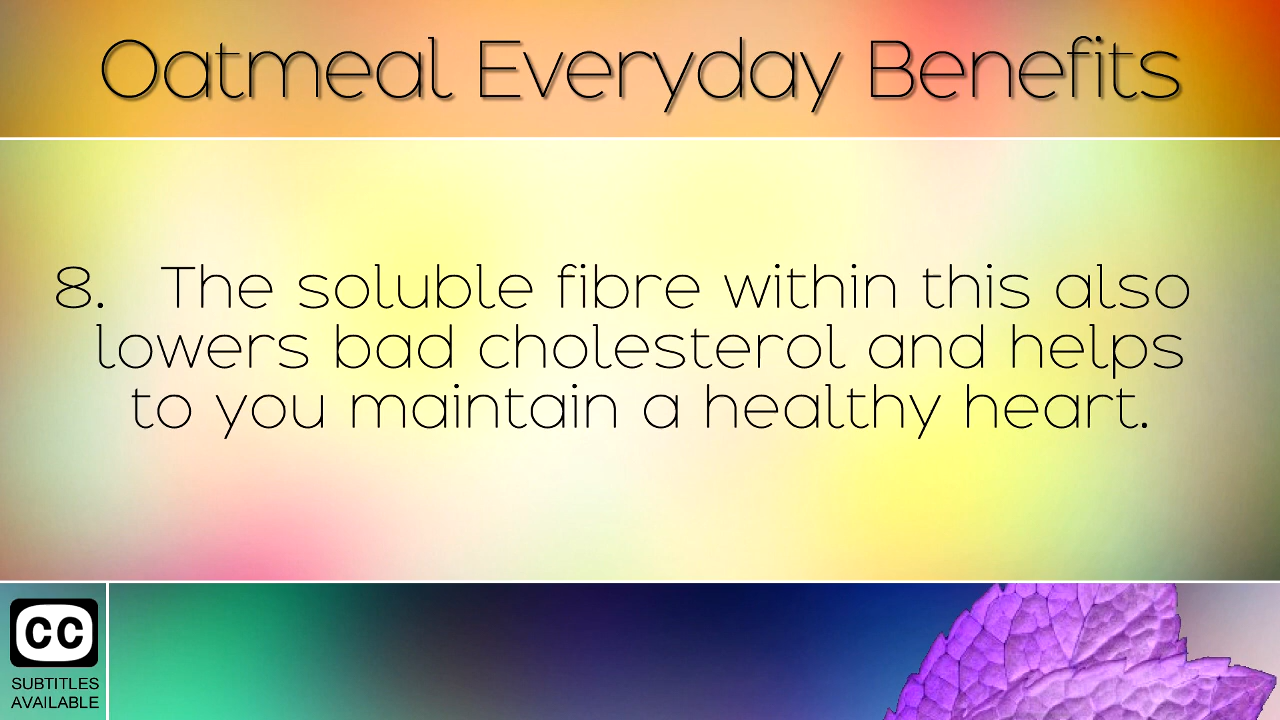 Oatmeal Everyday Benefits
8. The soluble fibre within this also
lowers bad cholesterol and helps
to you maintain a healthy heart.
CC
SUBTITLES
AVAILABLE